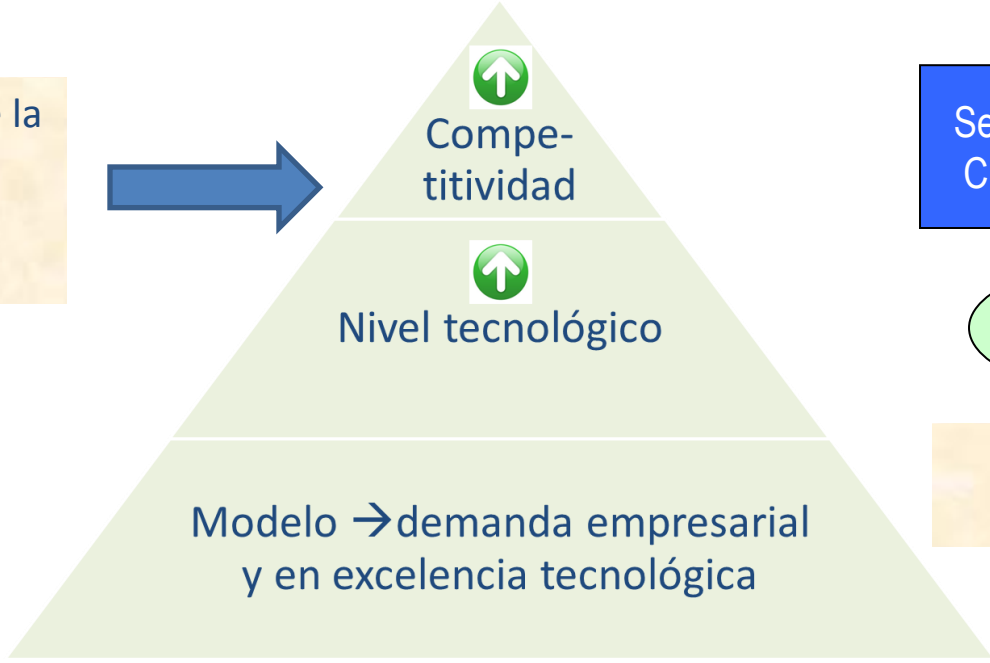 la
Compe-
titividad
Se
C
Nivel tecnológico
Modelo →demanda empresarial
y en excelencia tecnológica